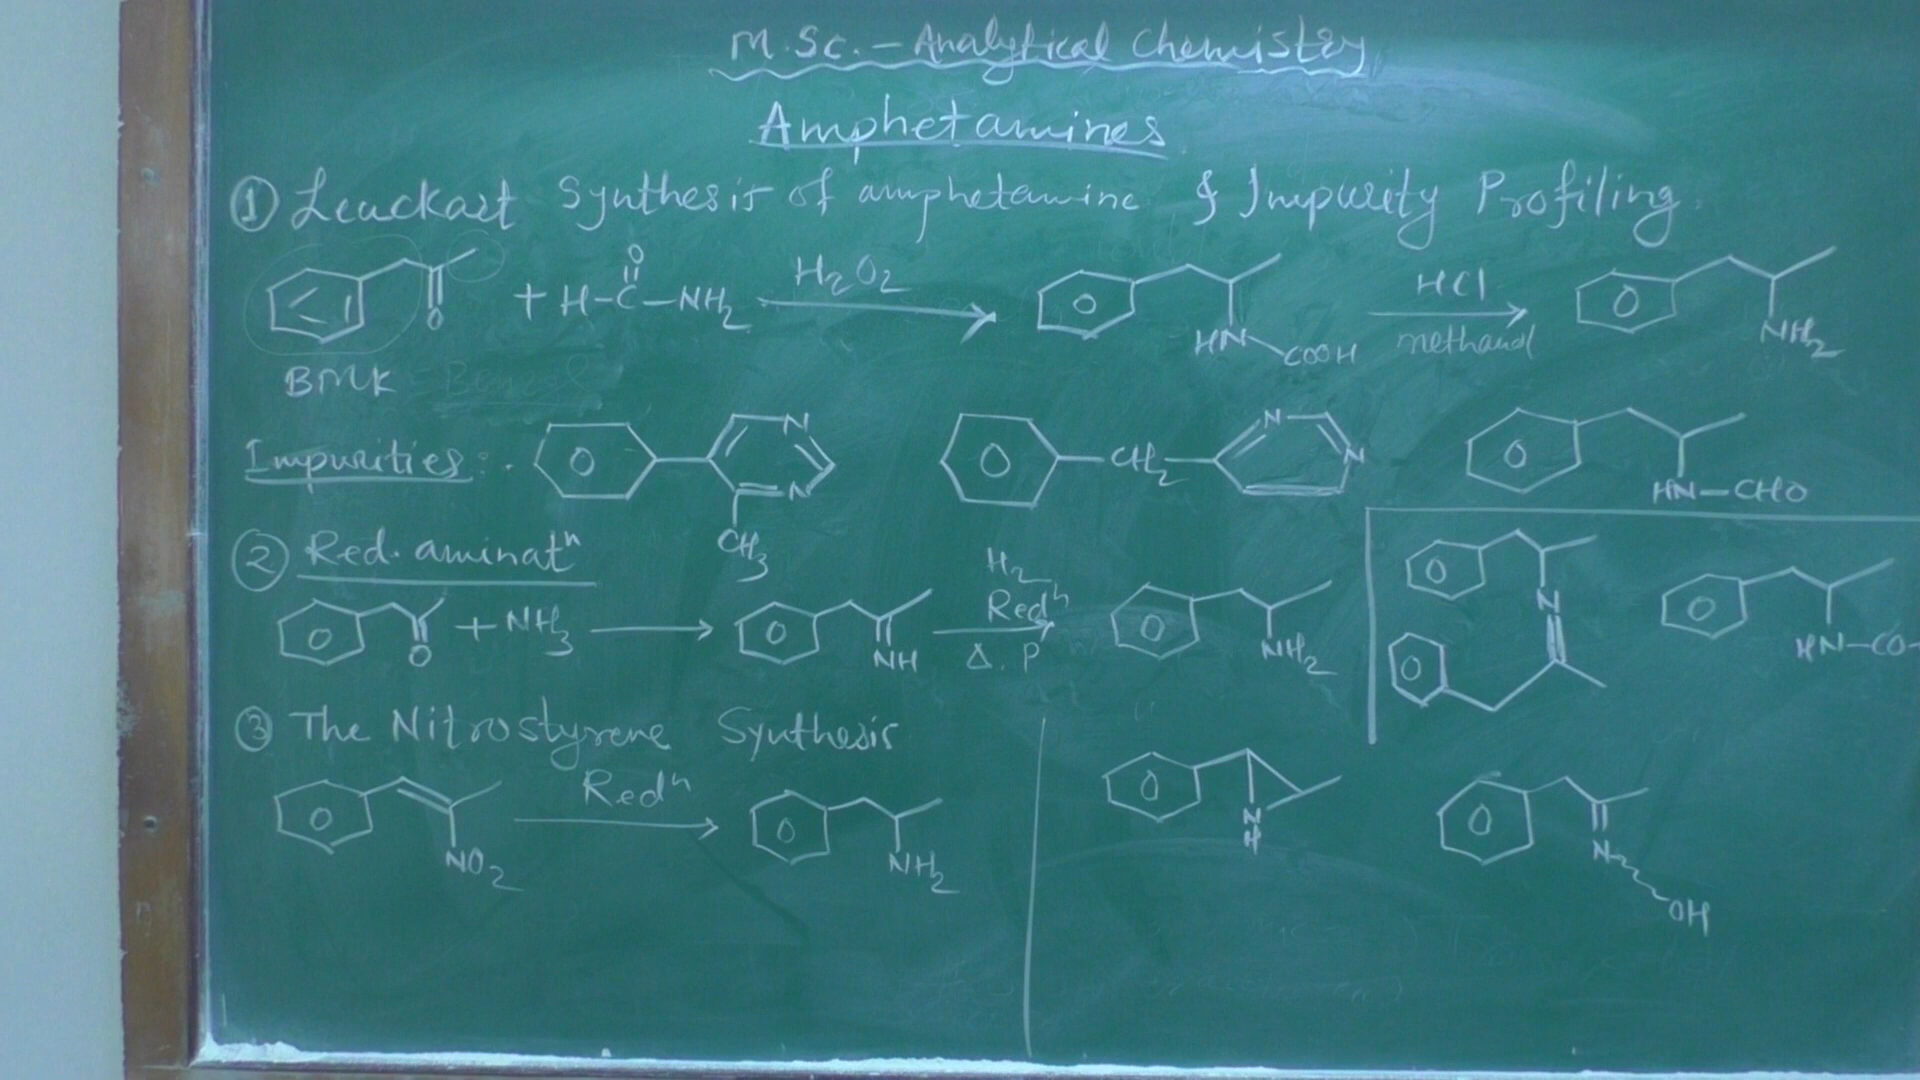 M.Sc. - Analytical Chemistry
Amphetamines
① Leuckart Synthesis of amphetamine & Impurity Profiling.
O + H-C-NH2 H2O2 HN COOH HCl methanol NH2
O
BMK
Impurities: N N CH3 CH2 N N HN-CHO
② Red. aminatn
O + NH3 NH H2 Redn Δ, P NH2
N HN-CO-
③ The Nitrostyrene Synthesis
NO2 Redn NH2
N H N OH